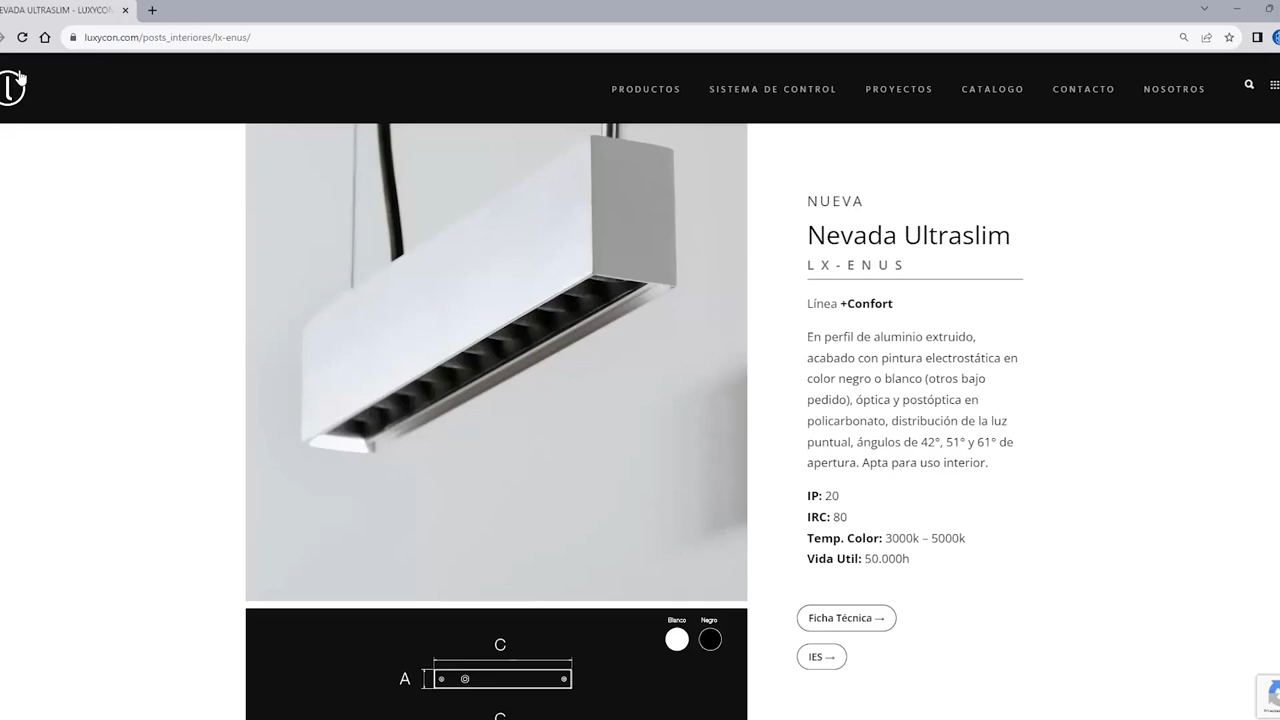 EVADA ULTRASLIM - LUXYCON
luxycon.com/posts_interiores/lx-enus/
PRODUCTOS SISTEMA DE CONTROL PROYECTOS CATALOGO CONTACTO NOSOTROS
NUEVA
Nevada Ultraslim
LX-ENUS
Línea +Confort
En perfil de aluminio extruido,
acabado con pintura electrostática en
color negro o blanco (otros bajo
pedido), óptica y postóptica en
policarbonato, distribución de la luz
puntual, ángulos de 42°, 51° y 61° de
apertura. Apta para uso interior.
IP: 20
IRC: 80
Temp. Color: 3000k – 5000k
Vida Util: 50.000h
Ficha Técnica →
IES →
Blanco Negro
C
A
C